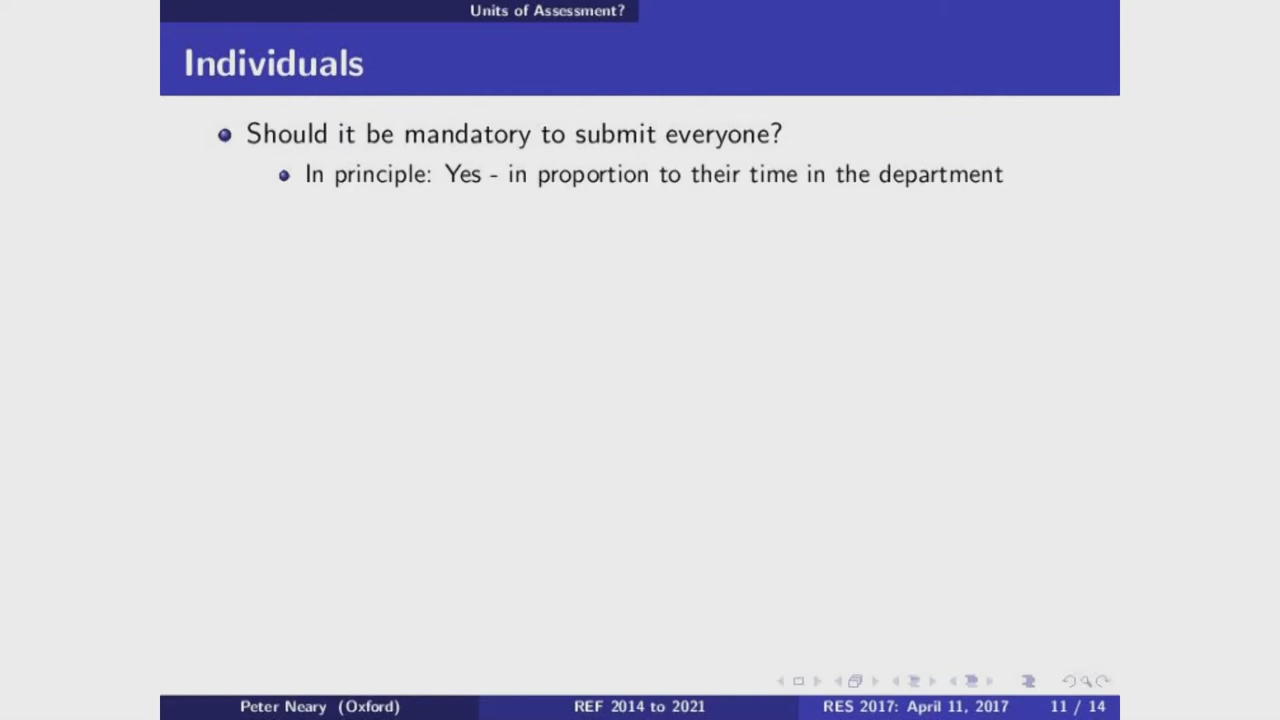 Units of Assessment?
Individuals
Should it be mandatory to submit everyone?
In principle: Yes - in proportion to their time in the department
Peter Neary (Oxford) REF 2014 to 2021 RES 2017: April 11, 2017 11 / 14